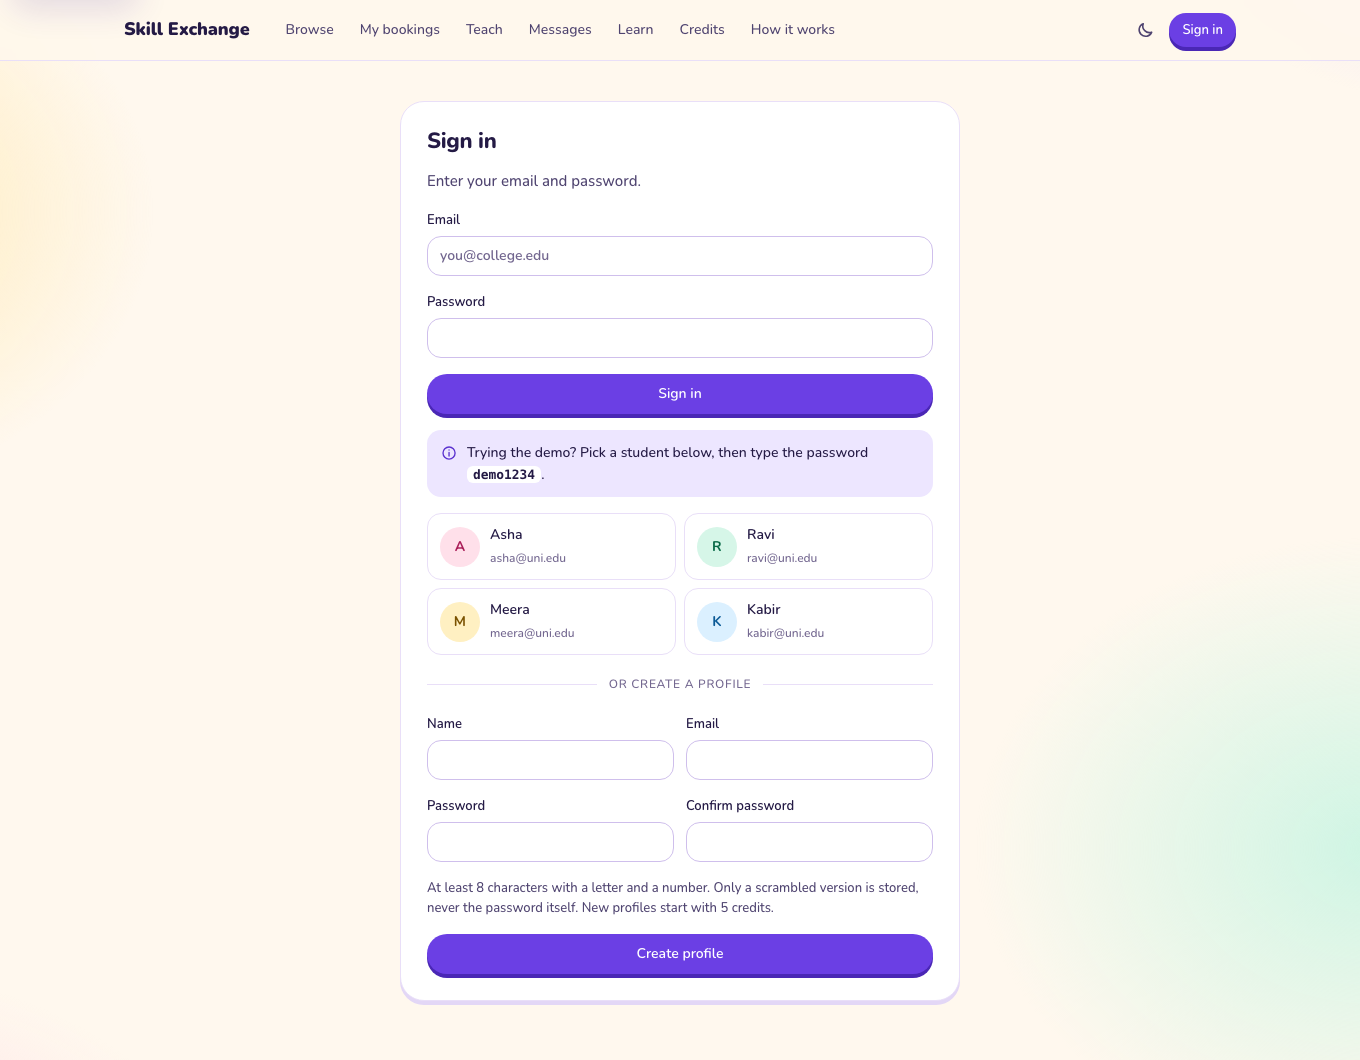 Skill Exchange Browse My bookings Teach Messages Learn Credits How it works Sign in
Sign in
Enter your email and password.
Email
you@college.edu
Password
Sign in
Trying the demo? Pick a student below, then type the password
demo1234 .
A Asha R Ravi
asha@uni.edu ravi@uni.edu
M Meera K Kabir
meera@uni.edu kabir@uni.edu
OR CREATE A PROFILE
Name Email
Password Confirm password
At least 8 characters with a letter and a number. Only a scrambled version is stored,
never the password itself. New profiles start with 5 credits.
Create profile